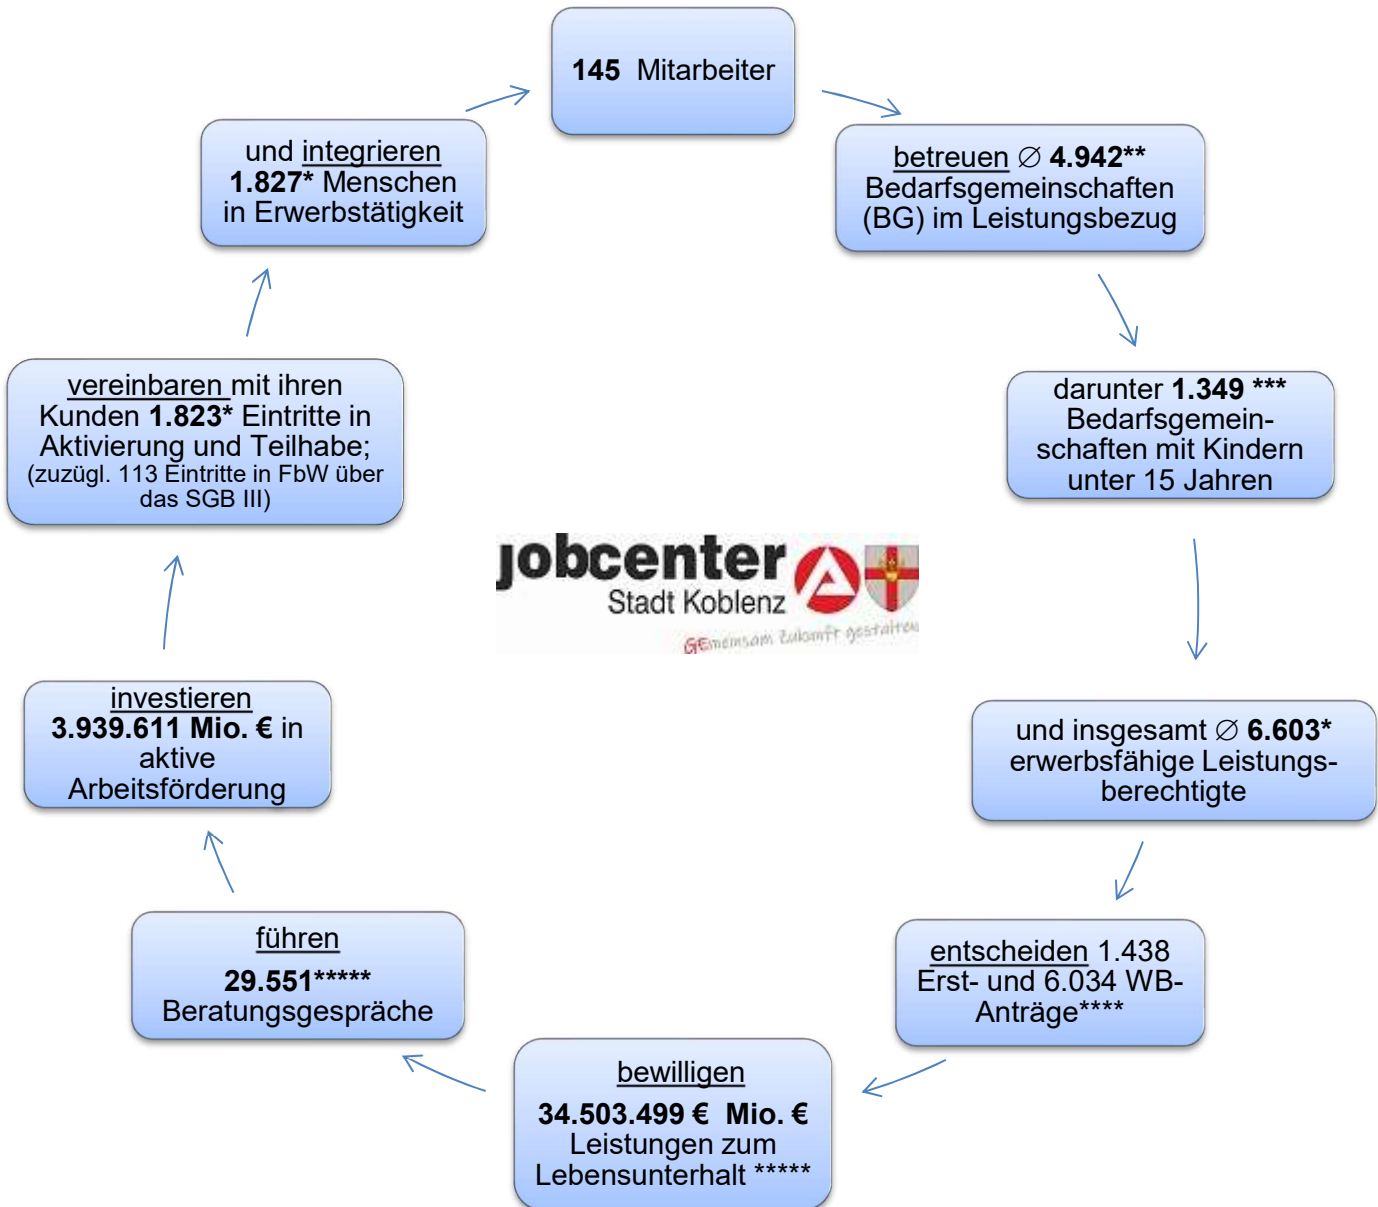 145 Mitarbeiter
betreuen ∅ 4.942**
Bedarfsgemeinschaften
(BG) im Leistungsbezug
darunter 1.349 ***
Bedarfsgemein-
schaften mit Kindern
unter 15 Jahren
und insgesamt ∅ 6.603*
erwerbsfähige Leistungs-
berechtigte
entscheiden 1.438
Erst- und 6.034 WB-
Anträge****
bewilligen
34.503.499 € Mio. €
Leistungen zum
Lebensunterhalt *****
führen
29.551*****
Beratungsgespräche
investieren
3.939.611 Mio. € in
aktive
Arbeitsförderung
vereinbaren mit ihren
Kunden 1.823* Eintritte in
Aktivierung und Teilhabe;
(zuzügl. 113 Eintritte in FbW über
das SGB III)
und integrieren
1.827* Menschen
in Erwerbstätigkeit
jobcenter
Stadt Koblenz
GEmeinsam Zukunft gestalten